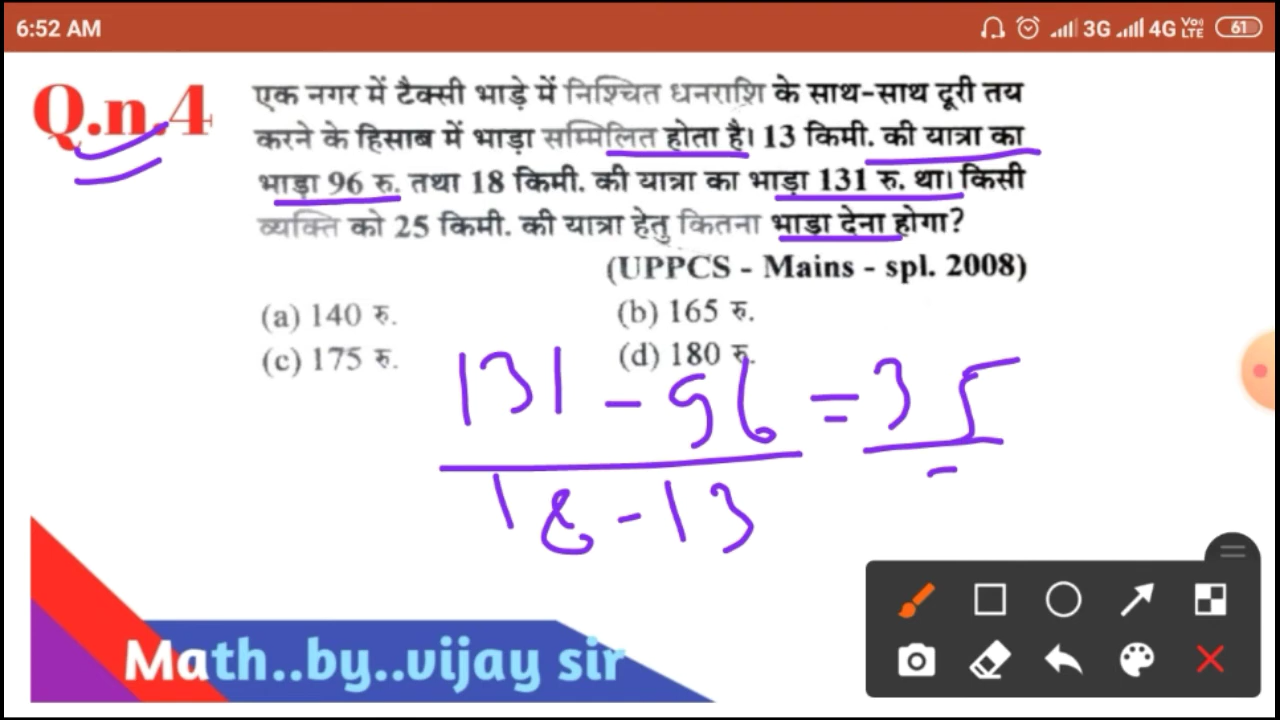 6:52 AM 3G 4G Vo) LTE 61
Q.n.4
एक नगर में टैक्सी भाड़े में निश्चित धनराशि के साथ-साथ दूरी तय
करने के हिसाब में भाड़ा सम्मिलित होता है। 13 किमी. की यात्रा का
भाड़ा 96 रु. तथा 18 किमी. की यात्रा का भाड़ा 131 रु. था। किसी
व्यक्ति को 25 किमी. की यात्रा हेतु कितना भाड़ा देना होगा?
(UPPCS - Mains - spl. 2008)
(a) 140 रु. (b) 165 रु.
(c) 175 रु. (d) 180 रु.
131 - 96 = 35
18 - 13
Math..by..vijay sir